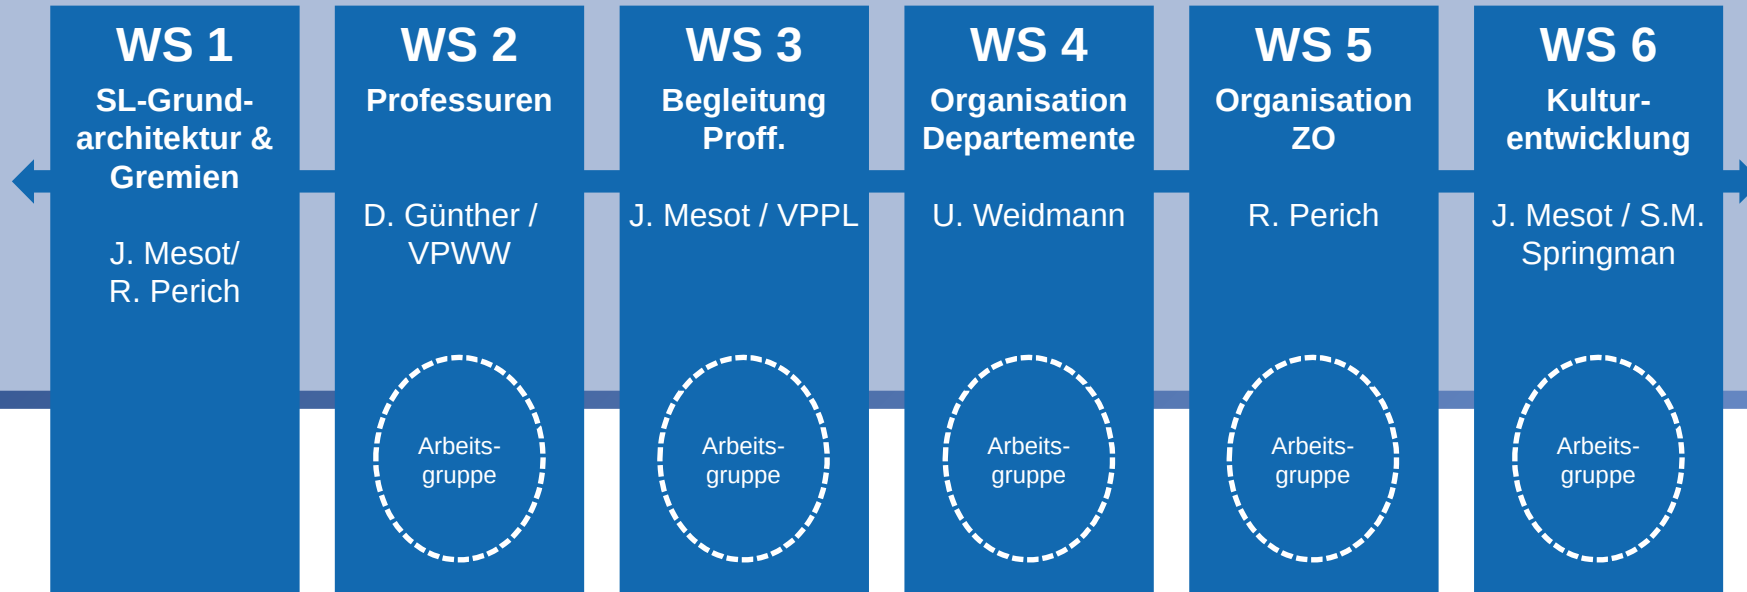 WS 1
SL-Grund-
architektur &
Gremien
J. Mesot/
R. Perich
WS 2
Professuren
D. Günther /
VPWW
Arbeits-
gruppe
WS 3
Begleitung
Proff.
J. Mesot / VPPL
Arbeits-
gruppe
WS 4
Organisation
Departemente
U. Weidmann
Arbeits-
gruppe
WS 5
Organisation
ZO
R. Perich
Arbeits-
gruppe
WS 6
Kultur-
entwicklung
J. Mesot / S.M.
Springman
Arbeits-
gruppe